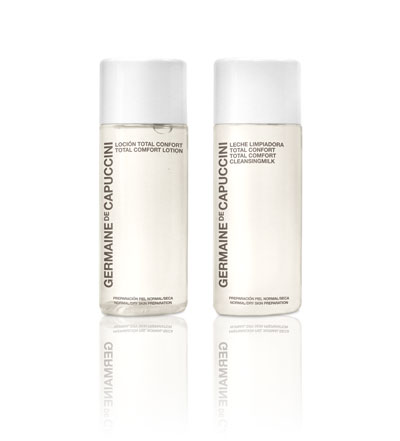 GERMAINE DE CAPUCCINI
LOCIÓN TOTAL CONFORT
TOTAL COMFORT LOTION
PREPARACIÓN PIEL NORMAL/SECA
NORMAL/DRY SKIN PREPARATION
GERMAINE DE CAPUCCINI
LECHE LIMPIADORA
TOTAL CONFORT
TOTAL COMFORT
CLEANSINGMILK
PREPARACIÓN PIEL NORMAL/SECA
NORMAL/DRY SKIN PREPARATION